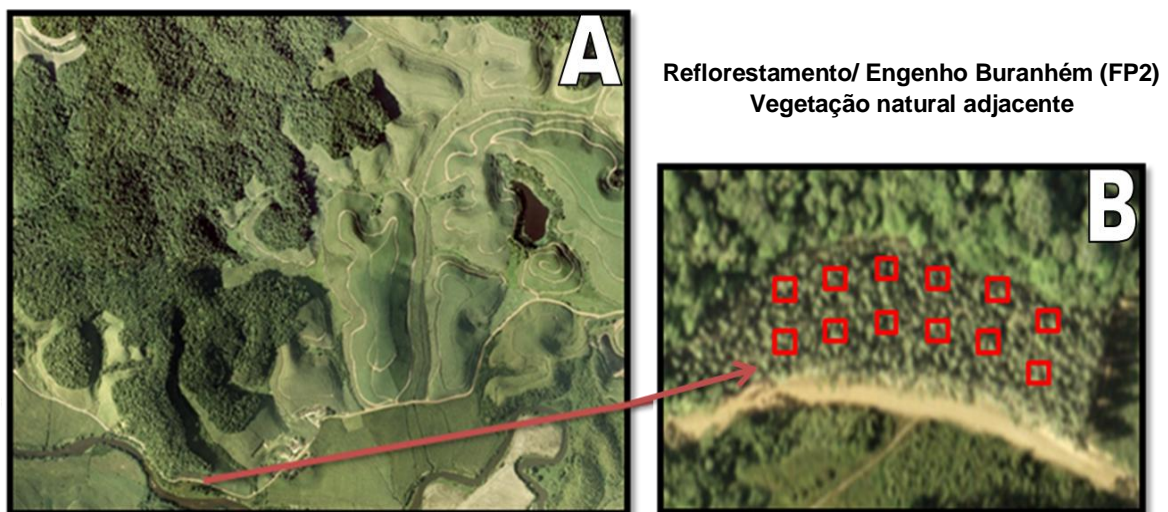 A
Reflorestamento/ Engenho Buranhém (FP2)
Vegetação natural adjacente
B